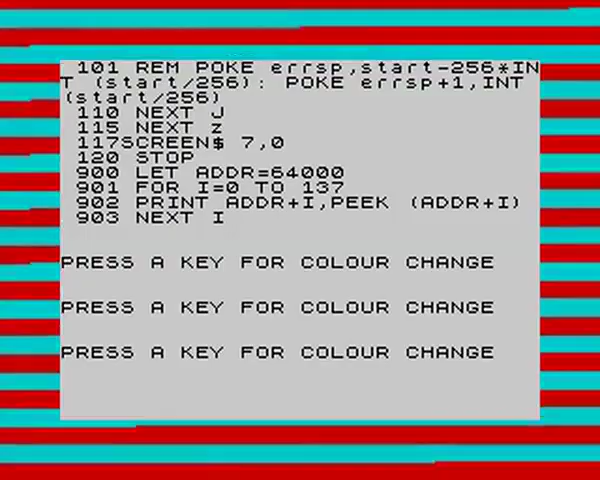 101 REM POKE errsp,start-256*IN
T (start/256): POKE errsp+1,INT
(start/256)
110 NEXT J
115 NEXT z
117SCREEN$ 7,0
120 STOP
900 LET ADDR=64000
901 FOR I=0 TO 137
902 PRINT ADDR+I,PEEK (ADDR+I)
903 NEXT I
PRESS A KEY FOR COLOUR CHANGE
PRESS A KEY FOR COLOUR CHANGE
PRESS A KEY FOR COLOUR CHANGE